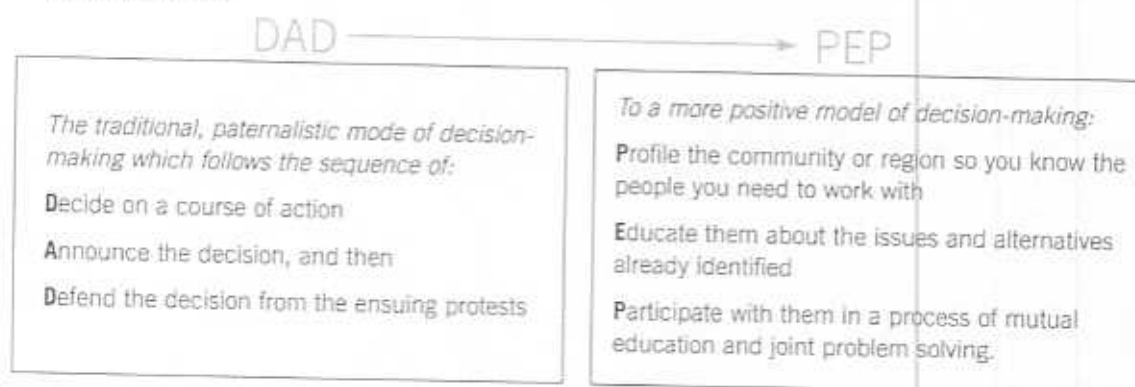 DAD PEP
The traditional, paternalistic mode of decision-
making which follows the sequence of:
Decide on a course of action
Announce the decision, and then
Defend the decision from the ensuing protests
To a more positive model of decision-making:
Profile the community or region so you know the
people you need to work with
Educate them about the issues and alternatives
already identified
Participate with them in a process of mutual
education and joint problem solving.